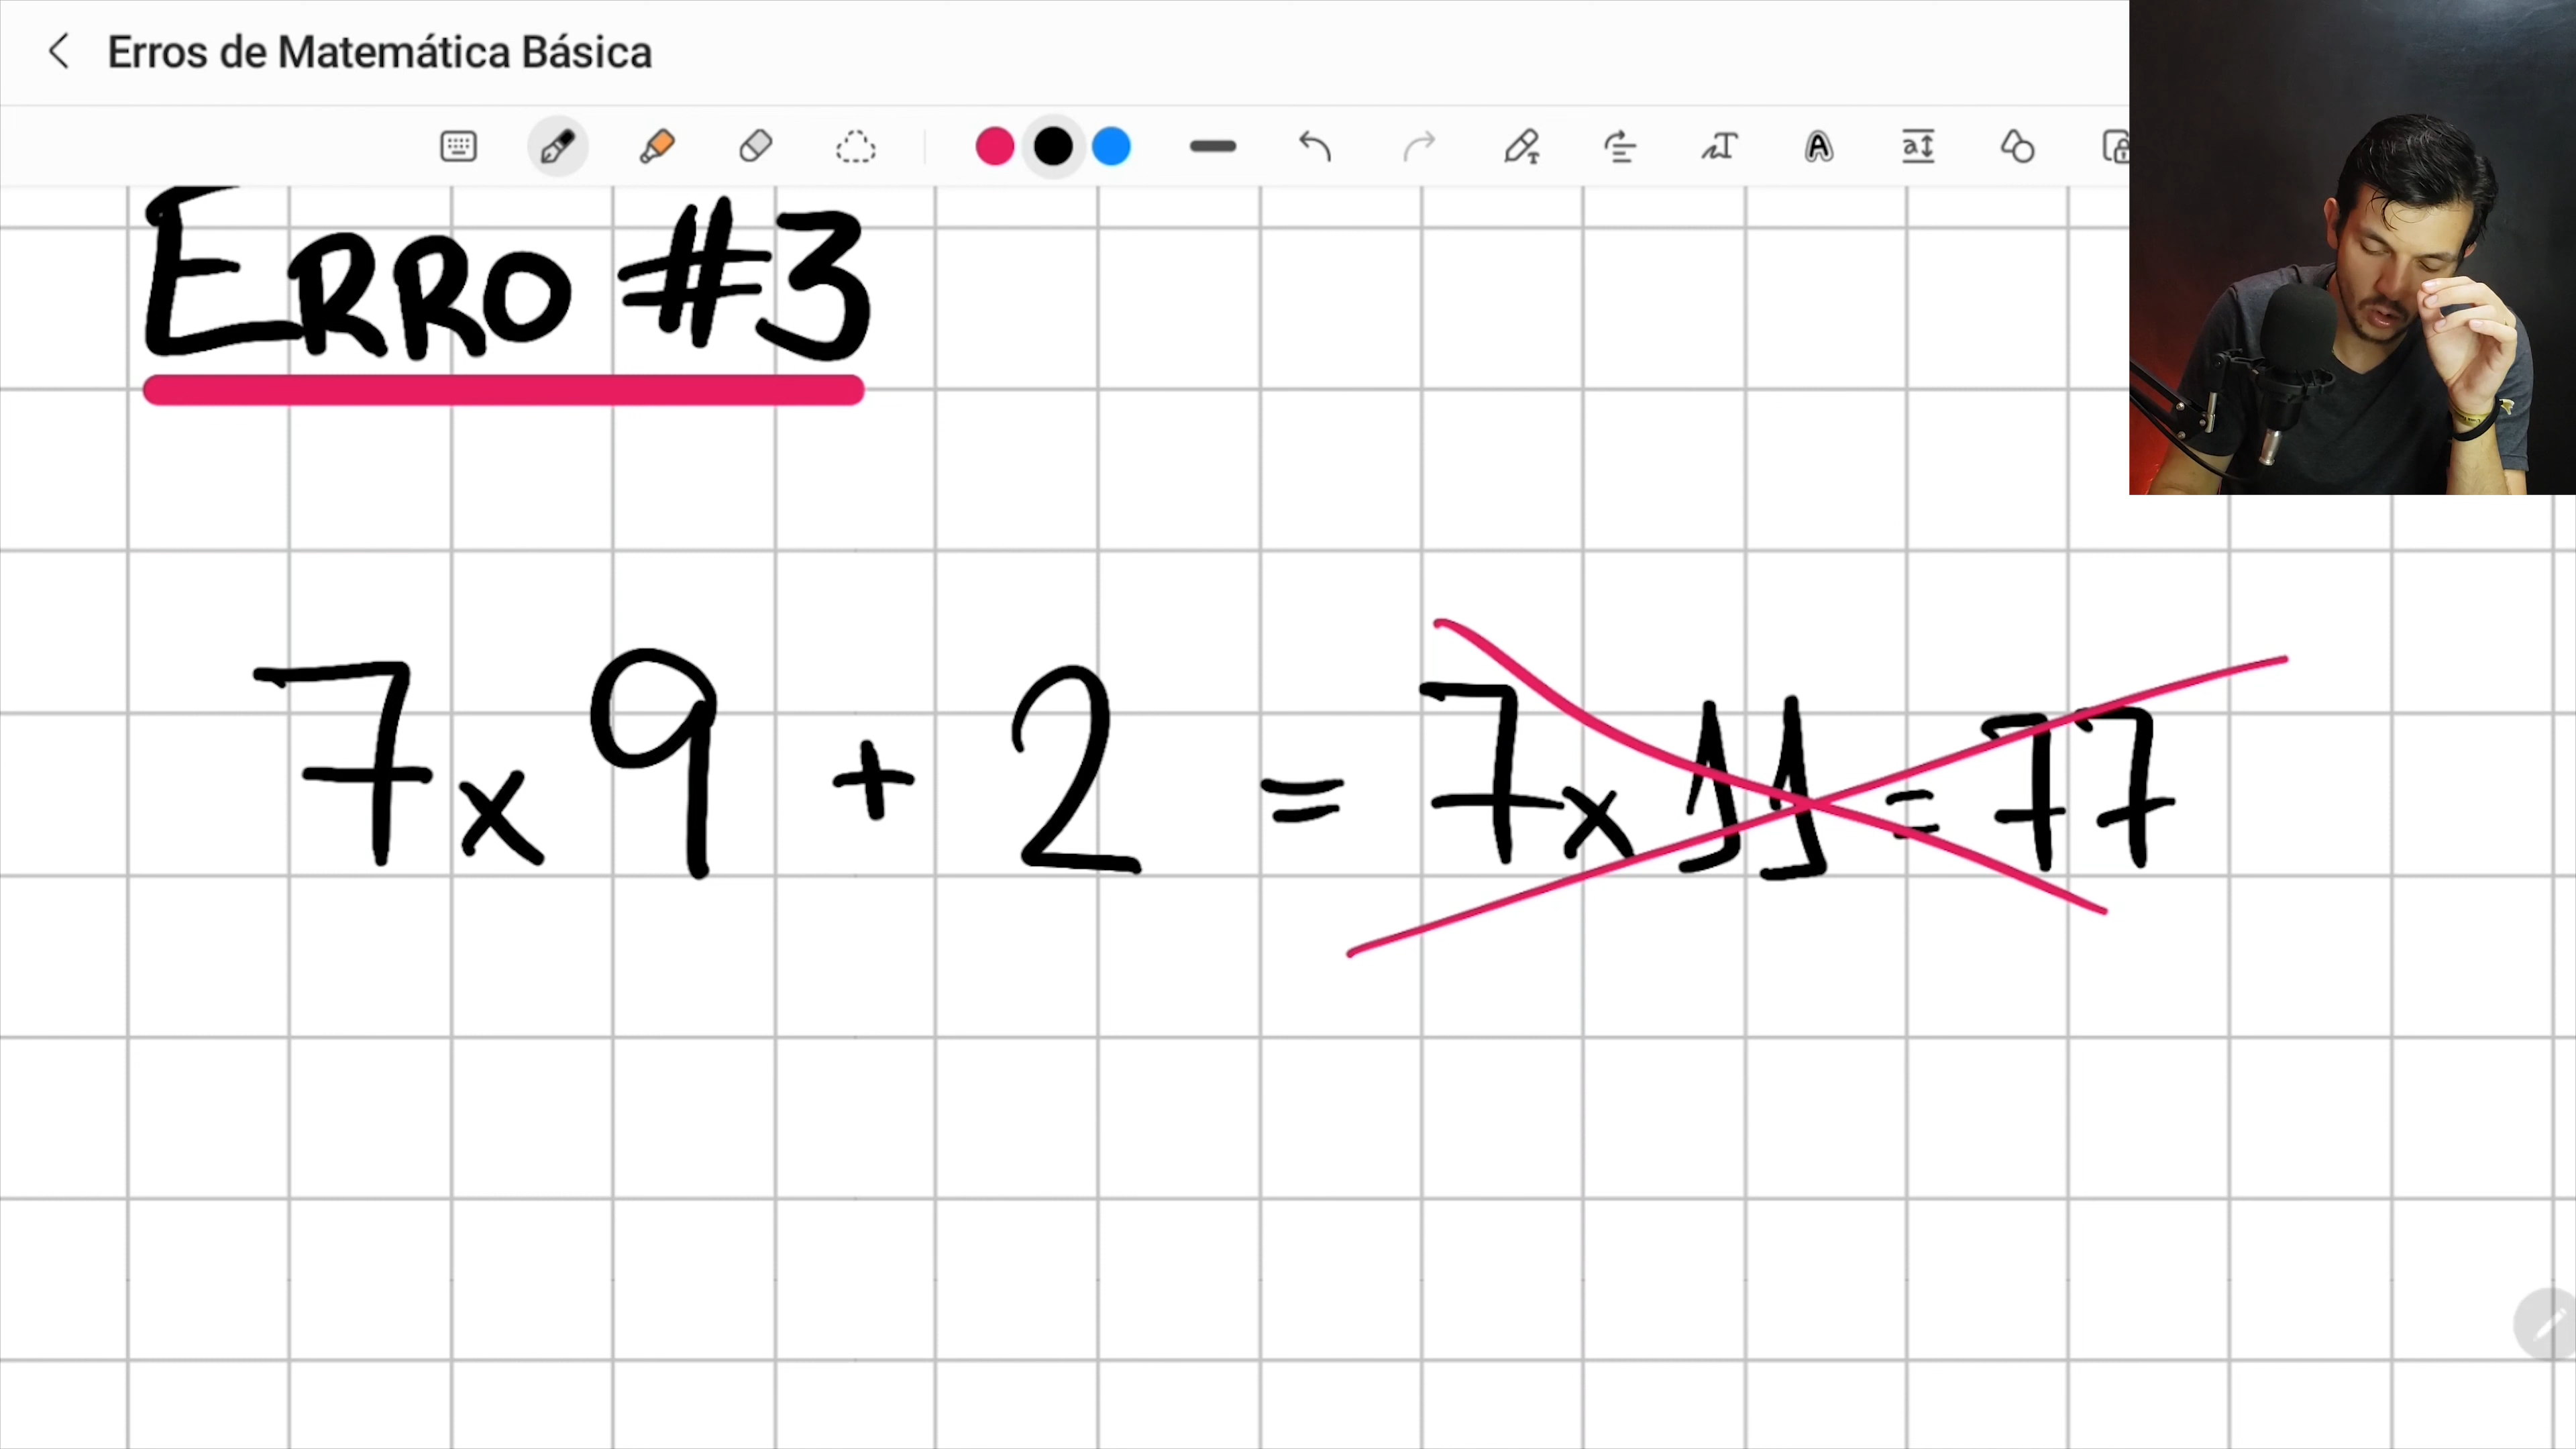 Erros de Matemática Básica
ERRO #3
7 x 9 + 2 = 7 x 11 = 77